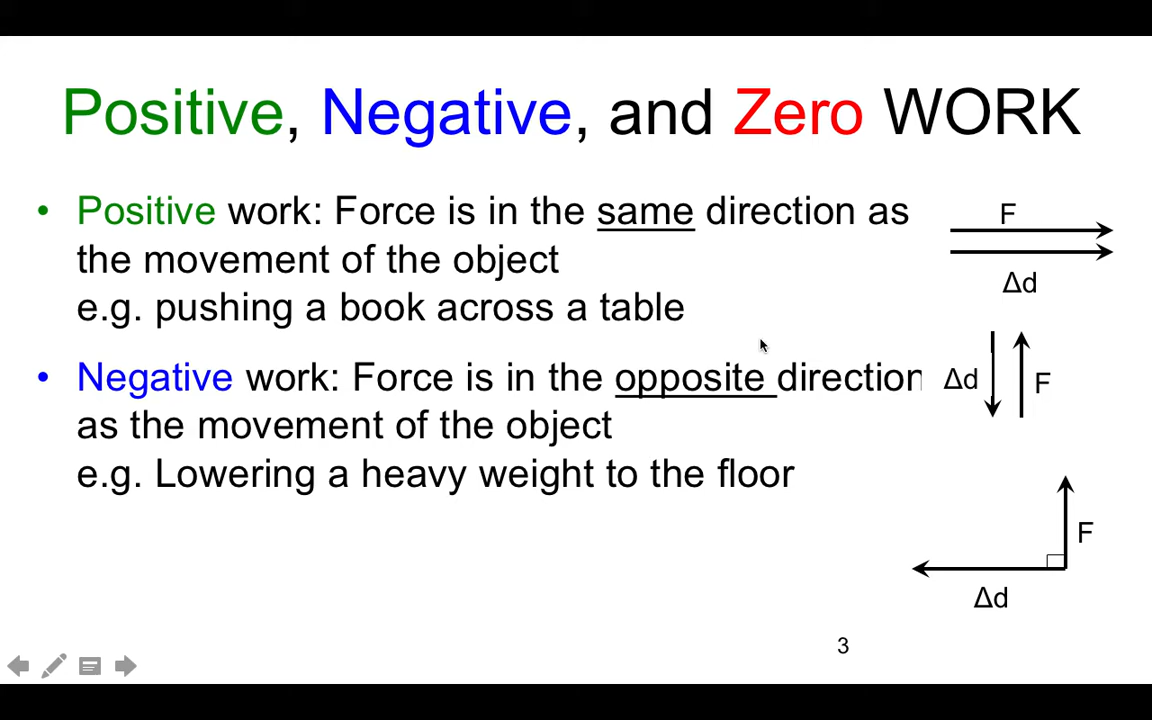 Positive, Negative, and Zero WORK
• Positive work: Force is in the same direction as
the movement of the object
e.g. pushing a book across a table
• Negative work: Force is in the opposite direction
as the movement of the object
e.g. Lowering a heavy weight to the floor
F
Δd
Δd
F
F
Δd
3